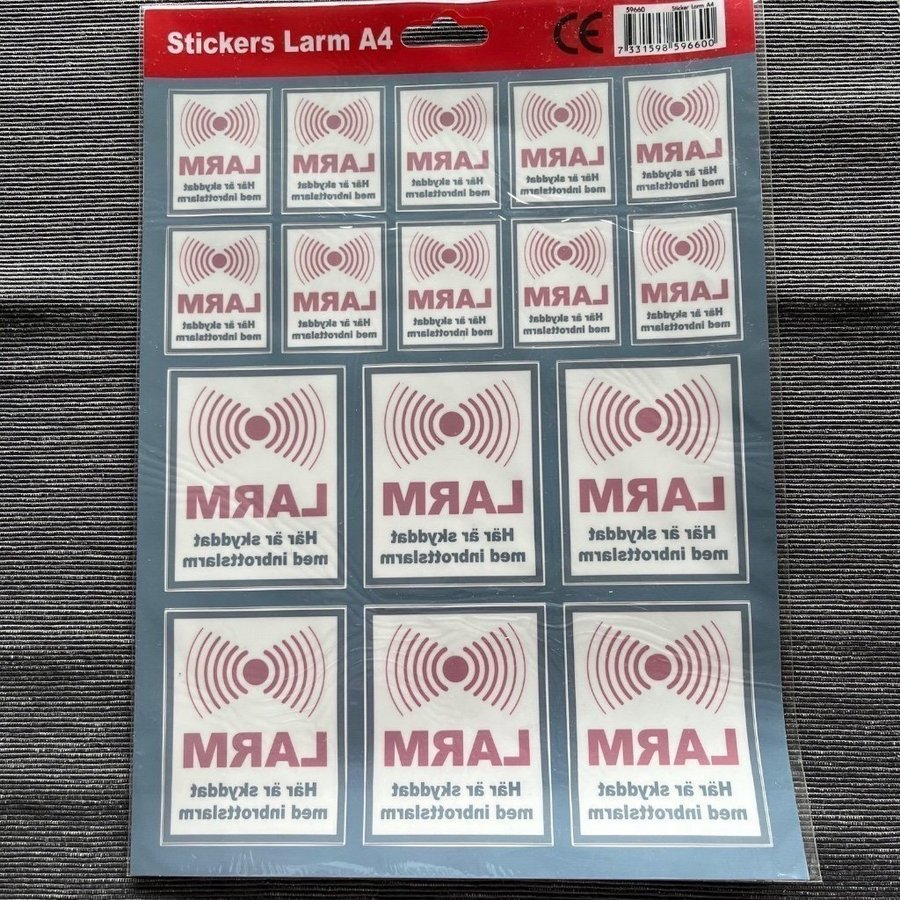 Stickers Larm A4
CE
59660 Sticker Larm A4
7 331598 596600
LARM LARM LARM LARM LARM
Här är skyddat Här är skyddat Här är skyddat Här är skyddat Här är skyddat
med inbrottslarm med inbrottslarm med inbrottslarm med inbrottslarm med inbrottslarm
LARM LARM LARM LARM LARM
Här är skyddat Här är skyddat Här är skyddat Här är skyddat Här är skyddat
med inbrottslarm med inbrottslarm med inbrottslarm med inbrottslarm med inbrottslarm
LARM LARM LARM
Här är skyddat Här är skyddat Här är skyddat
med inbrottslarm med inbrottslarm med inbrottslarm
LARM LARM LARM
Här är skyddat Här är skyddat Här är skyddat
med inbrottslarm med inbrottslarm med inbrottslarm